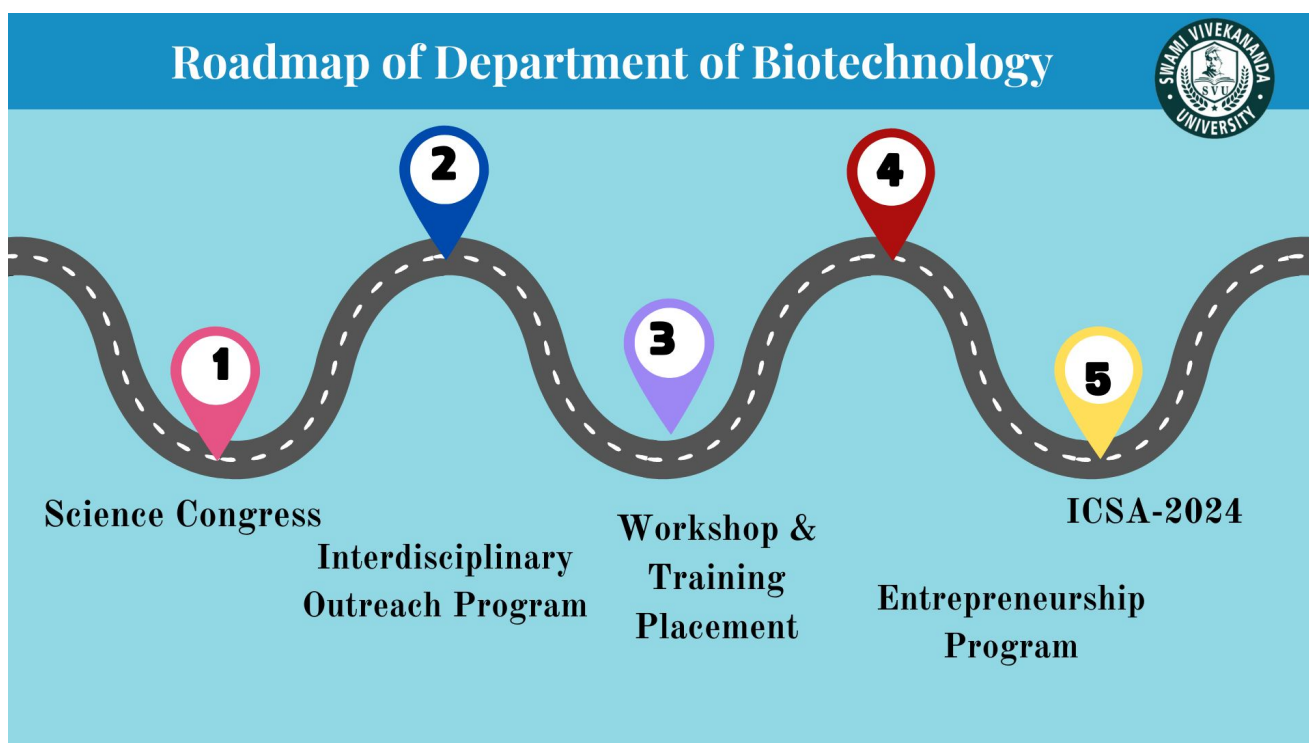 Roadmap of Department of Biotechnology
SWAMI VIVEKANANDA
SVU
UNIVERSITY
1
Science Congress
2
Interdisciplinary
Outreach Program
3
Workshop &
Training
Placement
4
Entrepreneurship
Program
5
ICSA-2024